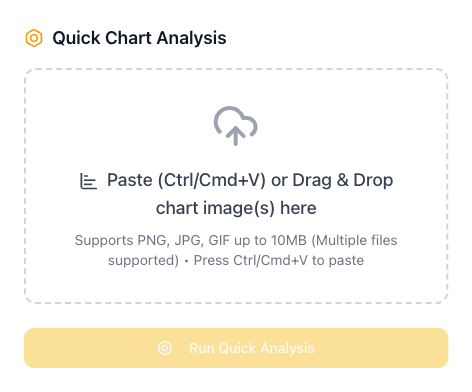 Quick Chart Analysis
Paste (Ctrl/Cmd+V) or Drag & Drop
chart image(s) here
Supports PNG, JPG, GIF up to 10MB (Multiple files
supported) • Press Ctrl/Cmd+V to paste
Run Quick Analysis